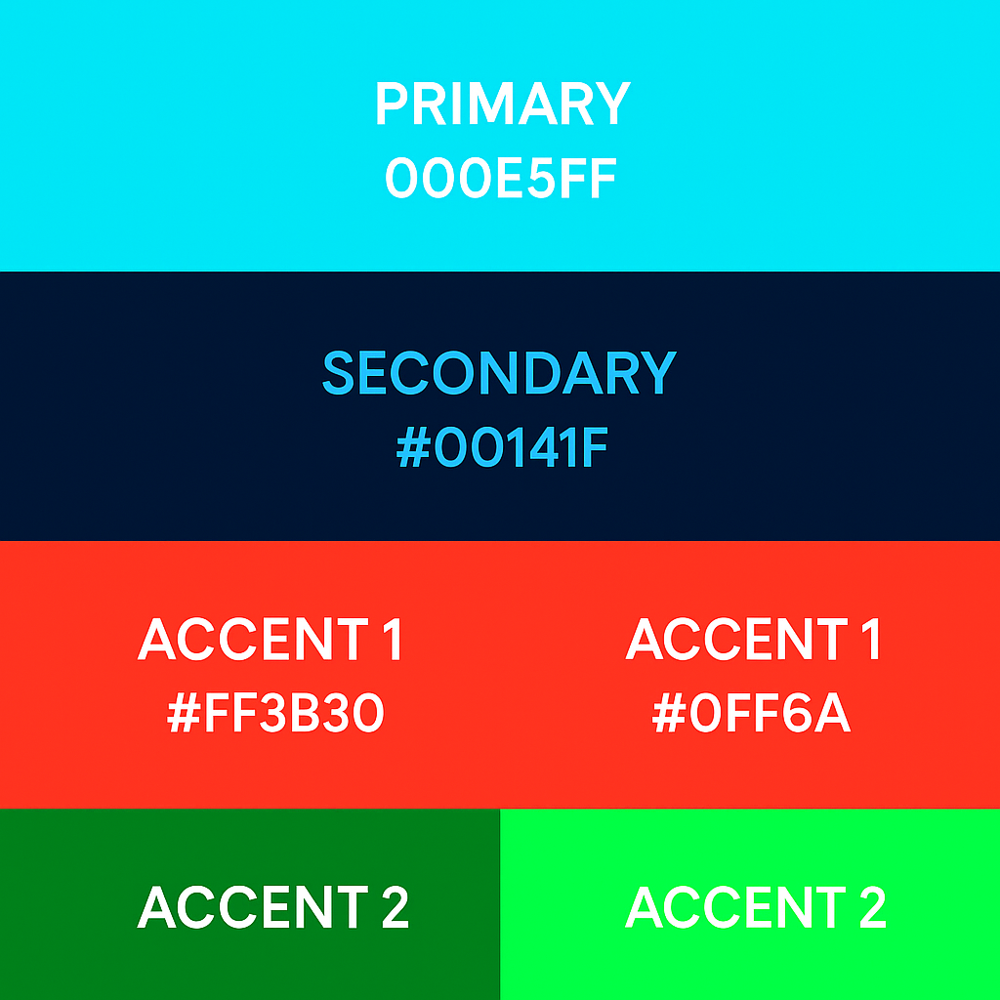 PRIMARY
000E5FF
SECONDARY
#00141F
ACCENT 1
#FF3B30
ACCENT 1
#0FF6A
ACCENT 2
ACCENT 2